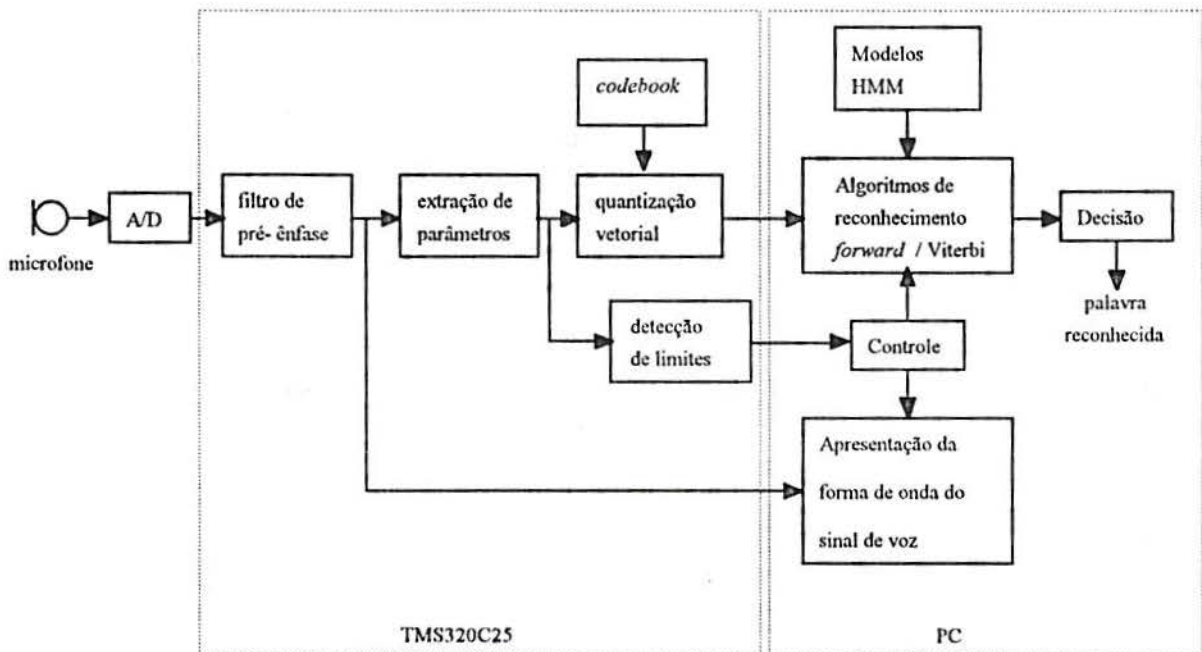 Modelos
HMM
codebook
microfone
A/D
filtro de
pré- ênfase
extração de
parâmetros
quantização
vetorial
Algoritmos de
reconhecimento
forward / Viterbi
Decisão
palavra
reconhecida
detecção
de limites
Controle
Apresentação da
forma de onda do
sinal de voz
TMS320C25
PC